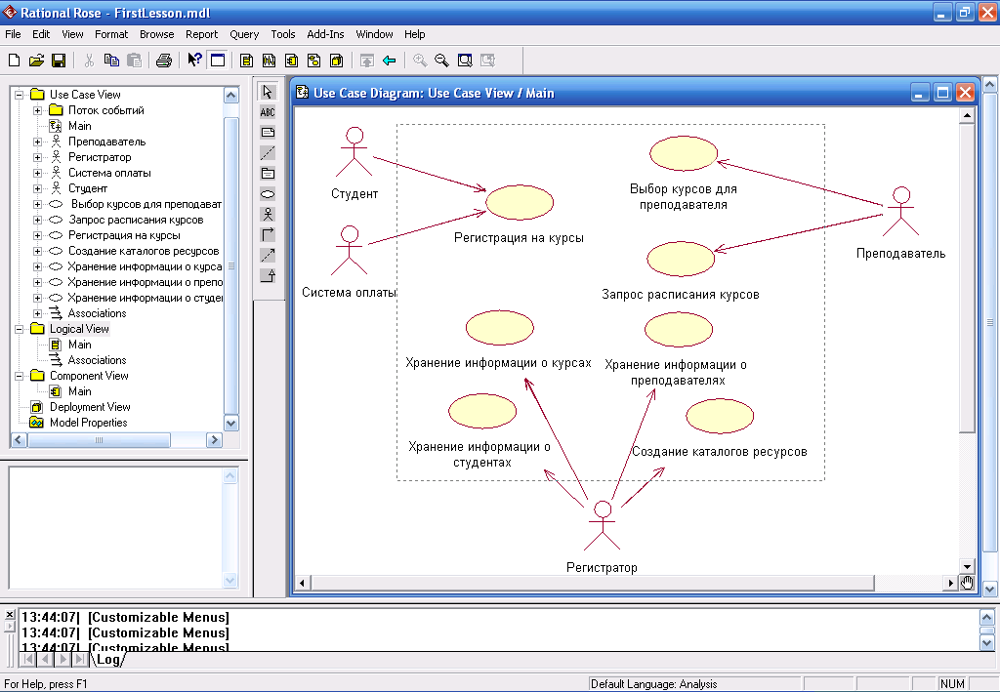 Rational Rose - FirstLesson.mdl
File Edit View Format Browse Report Query Tools Add-Ins Window Help
Use Case View
Поток событий
Main
Преподаватель
Регистратор
Система оплаты
Студент
Выбор курсов для преподават
Запрос расписания курсов
Регистрация на курсы
Создание каталогов ресурсов
Хранение информации о курса
Хранение информации о препо
Хранение информации о студе
Associations
Logical View
Main
Associations
Component View
Main
Deployment View
Model Properties
ABC
Use Case Diagram: Use Case View / Main
Студент
Система оплаты
Регистрация на курсы
Выбор курсов для
преподавателя
Преподаватель
Запрос расписания курсов
Хранение информации о курсах
Хранение информации о
преподавателях
Хранение информации о
студентах
Создание каталогов ресурсов
Регистратор
13:44:07| [Customizable Menus]
13:44:07| [Customizable Menus]
13:44:07| [Customizable Menus]
Log
For Help, press F1
Default Language: Analysis
NUM